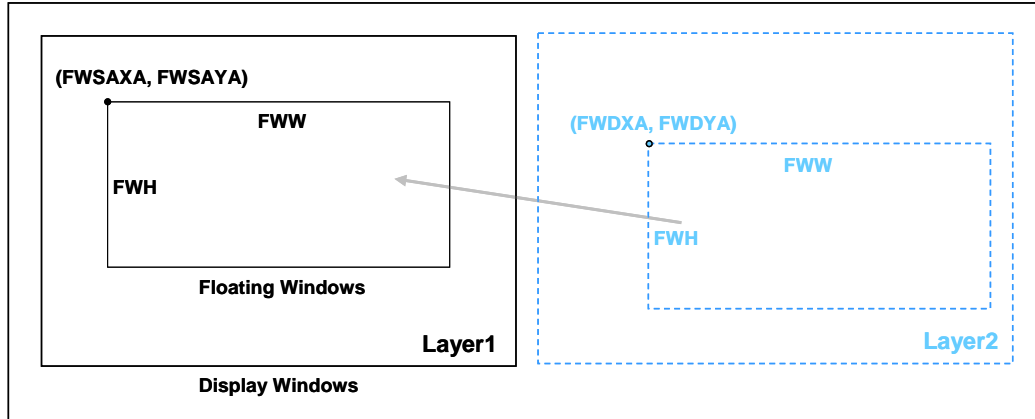 (FWSAXA, FWSAYA)
FWW
FWH
Floating Windows
Layer1
Display Windows
(FWDXA, FWDYA)
FWW
FWH
Layer2